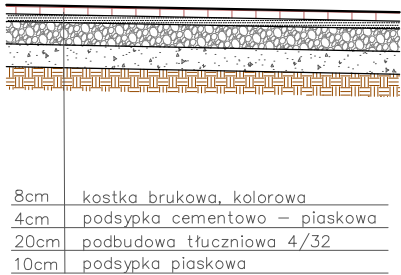 8cm kostka brukowa, kolorowa
4cm podsypka cementowo – piaskowa
20cm podbudowa tłuczniowa 4/32
10cm podsypka piaskowa